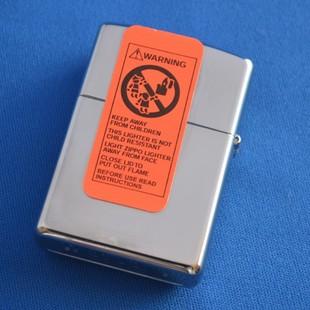 ⚠WARNING
KEEP AWAY
FROM CHILDREN
THIS LIGHTER IS NOT
CHILD RESISTANT
LIGHT ZIPPO LIGHTER
AWAY FROM FACE
CLOSE LID TO
PUT OUT FLAME
BEFORE USE READ
INSTRUCTIONS